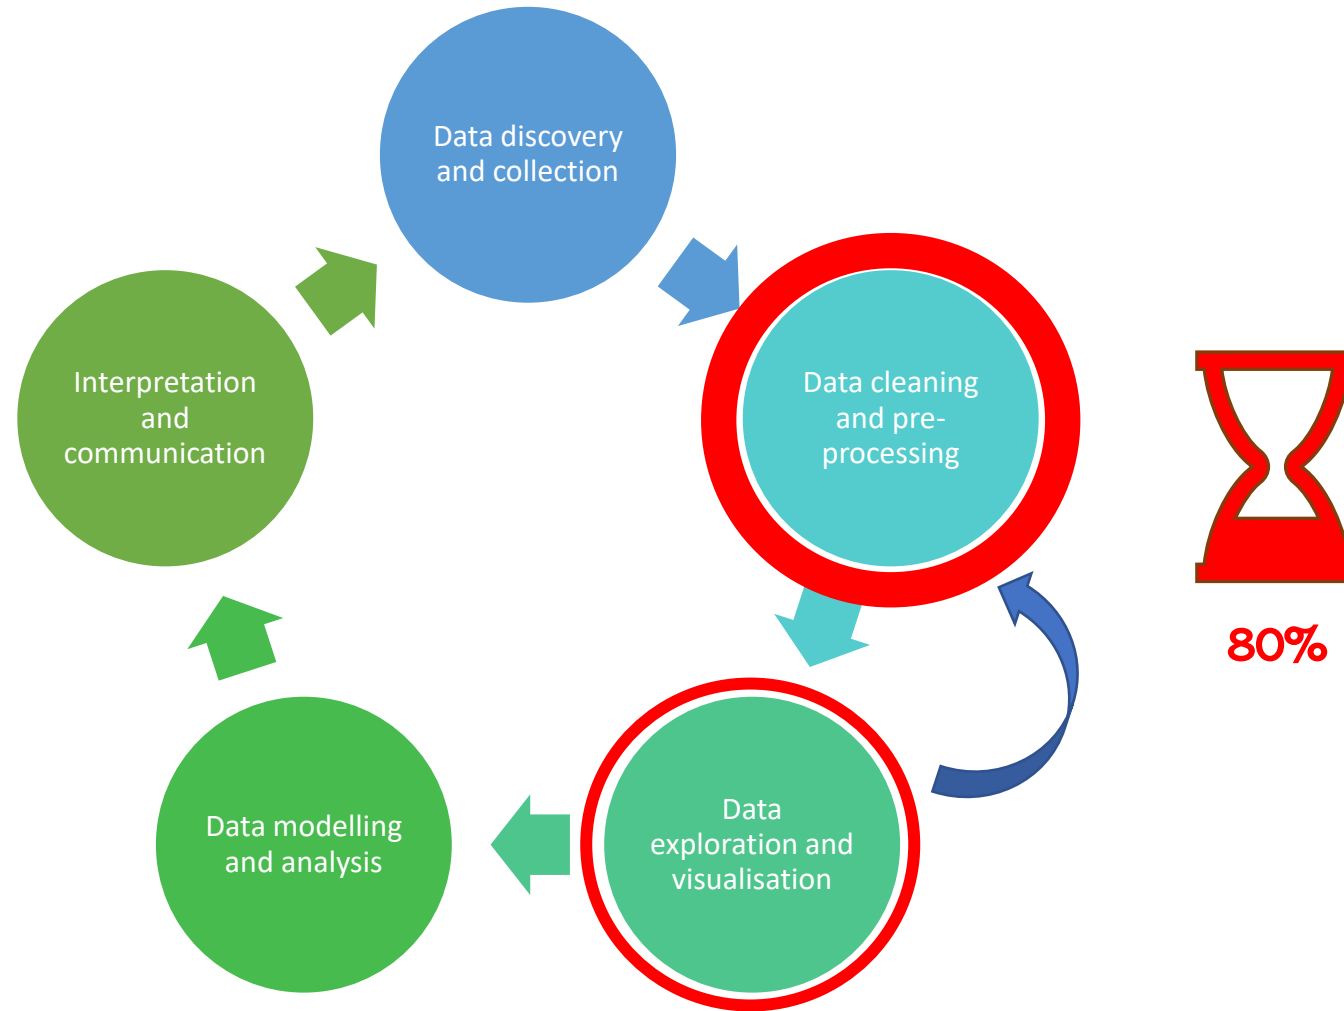 Data discovery
and collection
Data cleaning
and pre-
processing
80%
Data
exploration and
visualisation
Data modelling
and analysis
Interpretation
and
communication